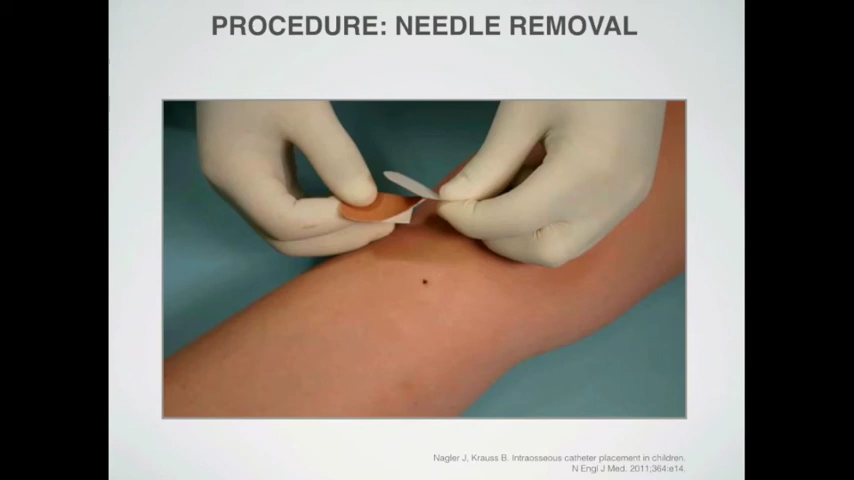 PROCEDURE: NEEDLE REMOVAL
Nagler J, Krauss B. Intraosseous catheter placement in children.
N Engl J Med. 2011;364:e14.